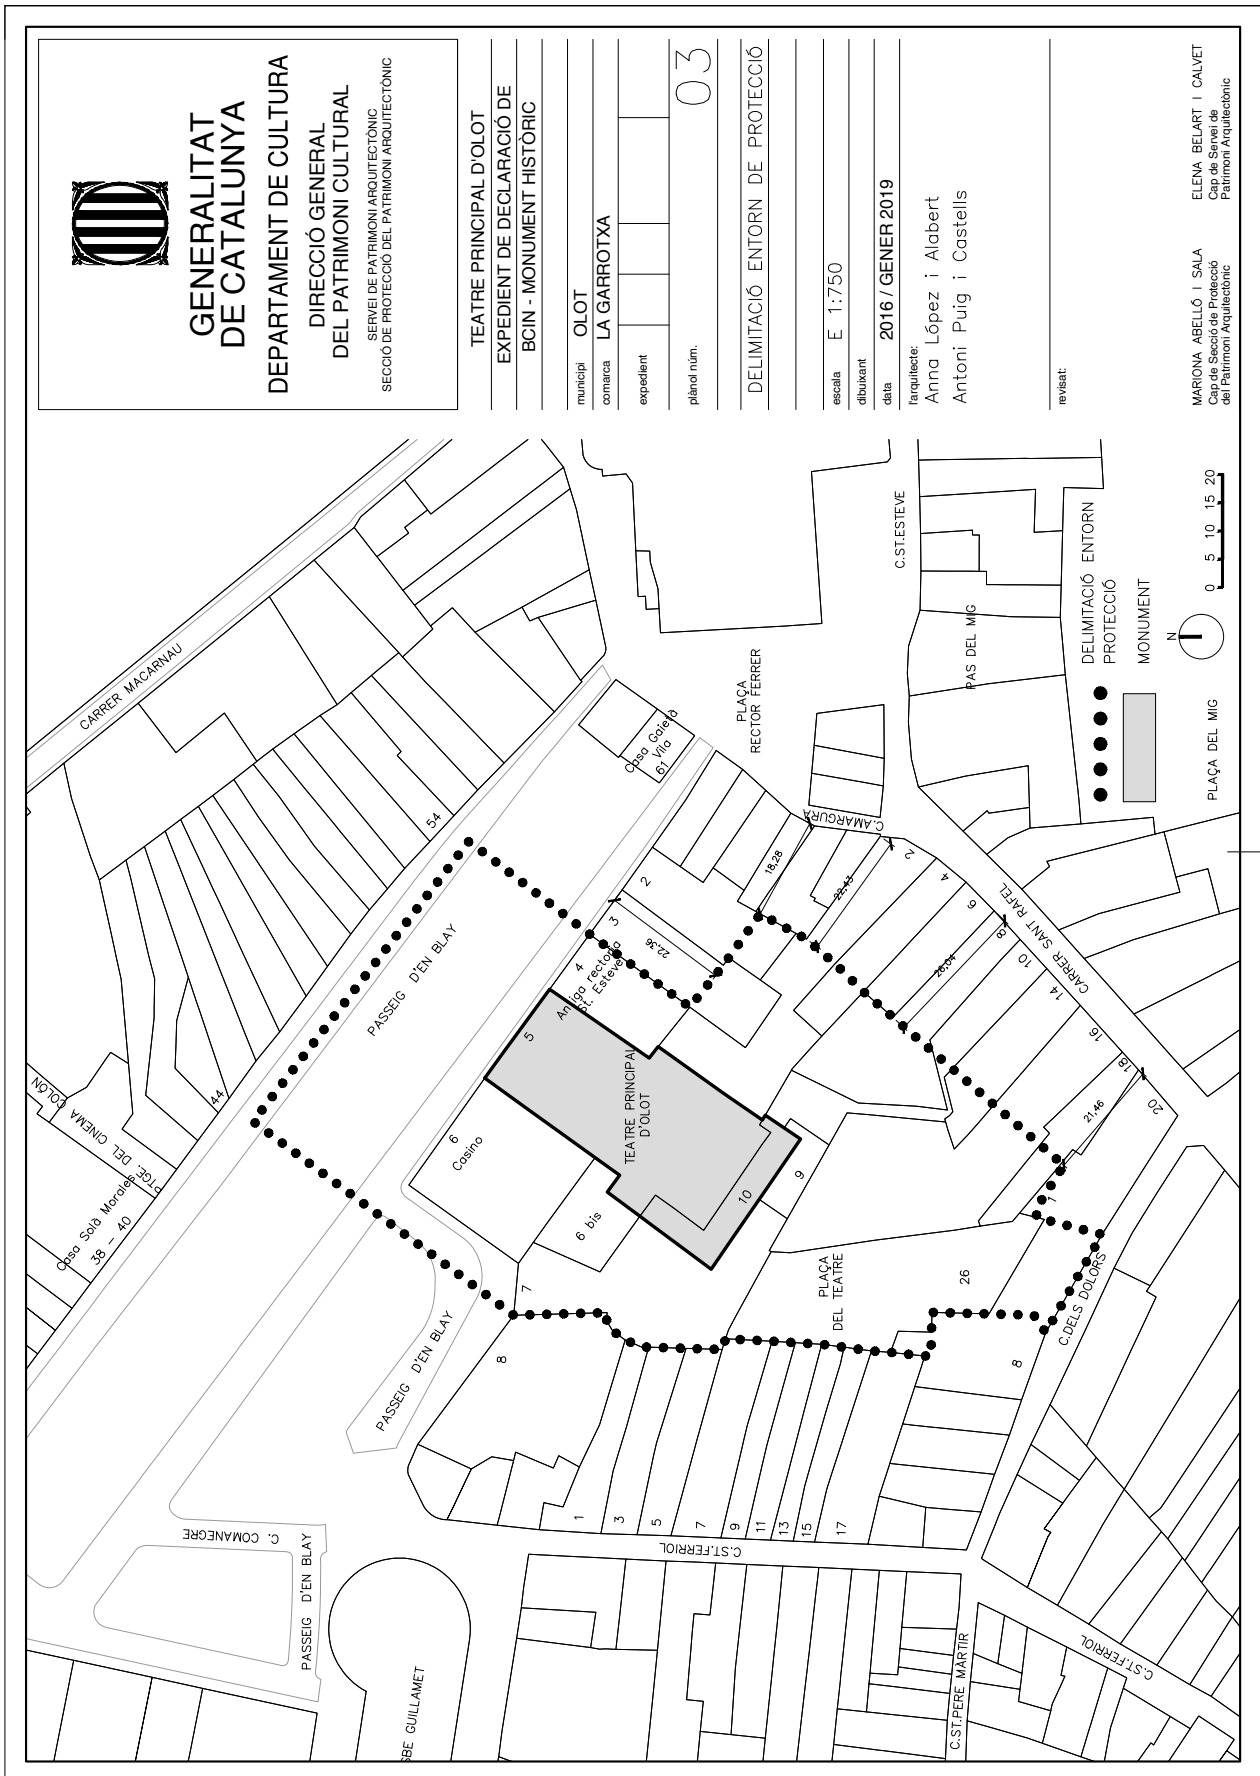 GENERALITAT
DE CATALUNYA
DEPARTAMENT DE CULTURA
DIRECCIÓ GENERAL
DEL PATRIMONI CULTURAL
SERVEI DE PATRIMONI ARQUITECTÒNIC
SECCIÓ DE PROTECCIÓ DEL PATRIMONI ARQUITECTÒNIC
TEATRE PRINCIPAL D'OLOT
EXPEDIENT DE DECLARACIÓ DE
BCIN - MONUMENT HISTÒRIC
municipi OLOT
comarca LA GARROTXA
expedient
plànol núm. 03
DELIMITACIÓ ENTORN DE PROTECCIÓ
escala E 1:750
dibuixant
data 2016 / GENER 2019
l'arquitecte:
Anna López i Alabert
Antoni Puig i Castells
revisat:
MARIONA ABELLÓ I SALA
Cap de Secció de Protecció
del Patrimoni Arquitectònic
ELENA BELART I CALVET
Cap de Servei de
Patrimoni Arquitectònic
CARRER MACARNAU
PTGE. DEL CINEMA COLÓN
Casa Solà Morales
38 - 40
44
54
PASSEIG D'EN BLAY
PASSEIG D'EN BLAY
PASSEIG D'EN BLAY
C. COMANEGRE
SBE GUILLAMET
Casa Gaietà
Vila
61
PLAÇA
RECTOR FERRER
C.ST.ESTEVE
PAS DEL MIG
C.AMARGURA
CARRER SANT RAFEL
2
3
4
Antiga rectoria
St. Esteve
5
6
Casino
6 bis
7
8
TEATRE PRINCIPAL
D'OLOT
10
9
PLAÇA
DEL TEATRE
26
7
8
C.DELS DOLORS
22,36
18,28
22,43
26,04
21,46
2
4
6
8
10
14
16
18
20
1
3
5
7
9
11
13
15
17
C.ST.FERRIOL
C.ST.FERRIOL
C.ST.PERE MÀRTIR
DELIMITACIÓ ENTORN
PROTECCIÓ
MONUMENT
PLAÇA DEL MIG
N
0 5 10 15 20